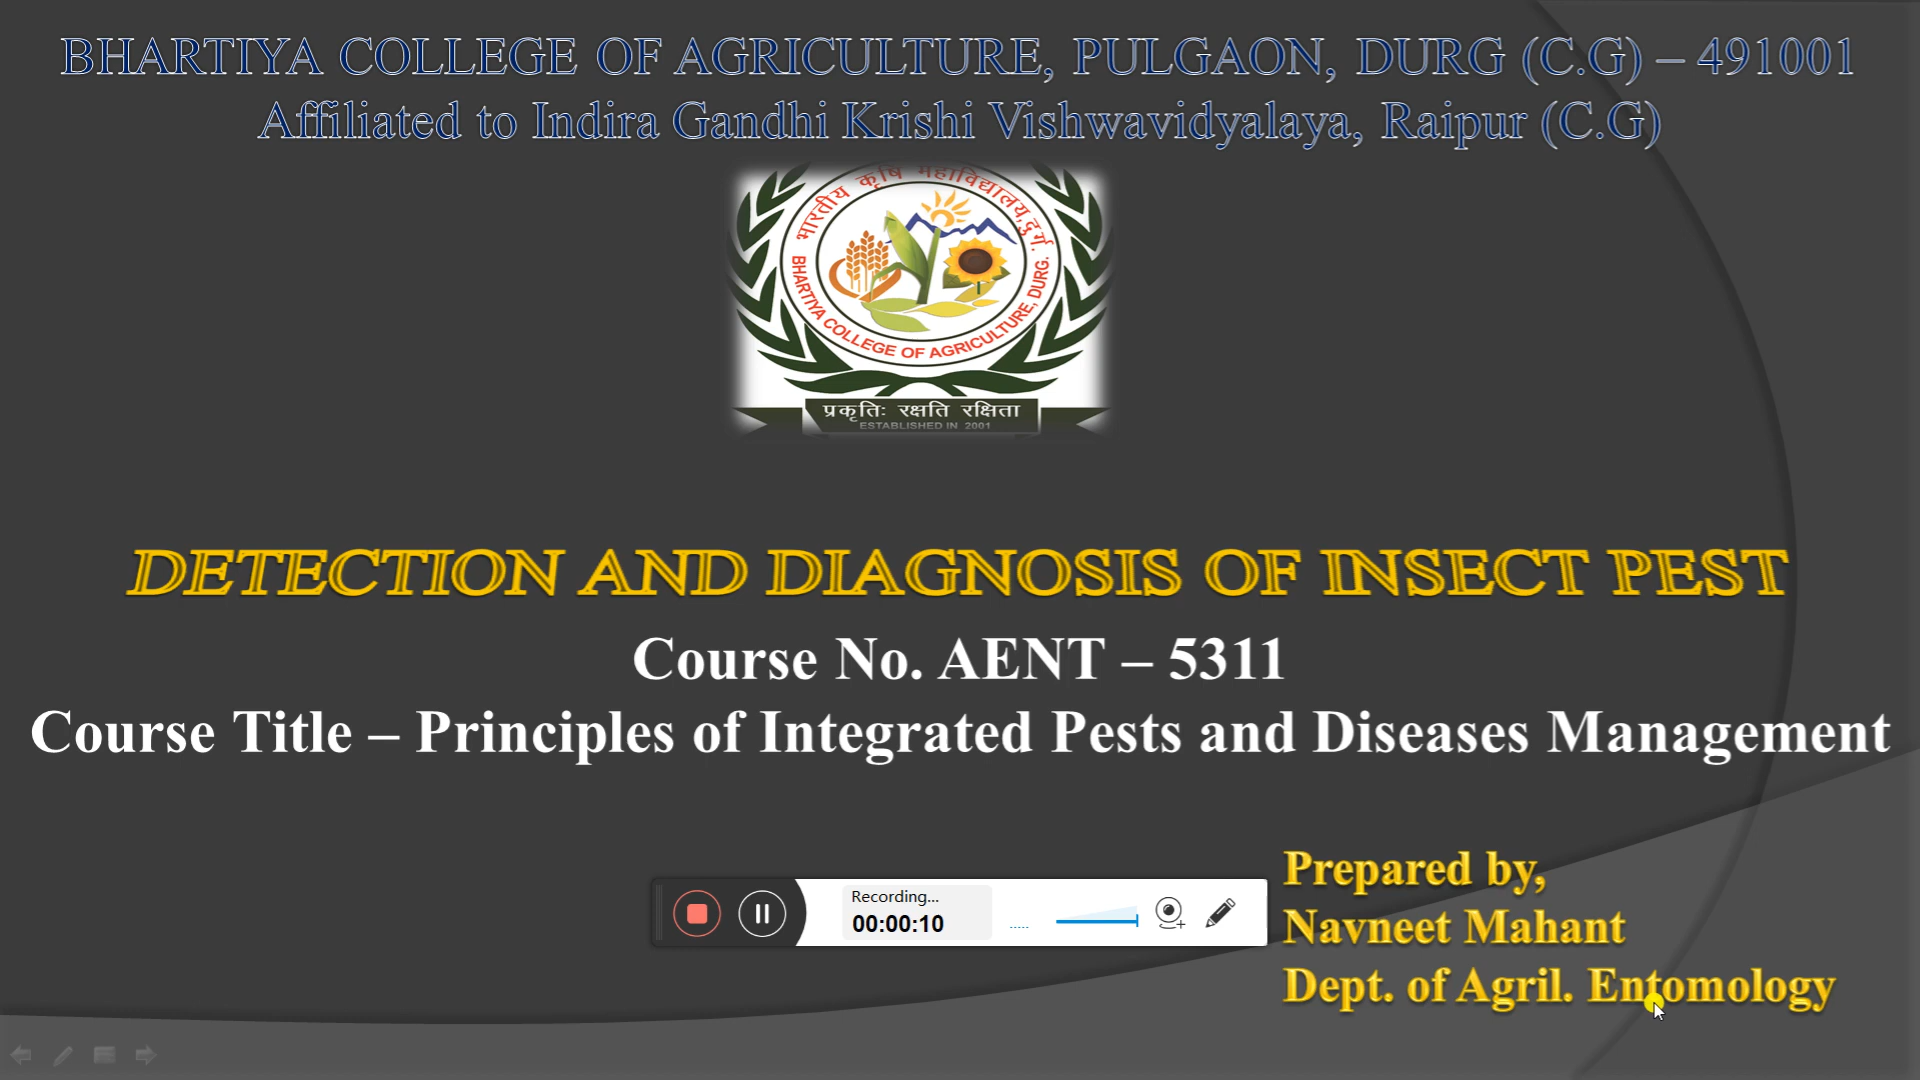 BHARTIYA COLLEGE OF AGRICULTURE, PULGAON, DURG (C.G) – 491001
Affiliated to Indira Gandhi Krishi Vishwavidyalaya, Raipur (C.G)
भारतीय कृषि महाविद्यालय, दुर्ग.
BHARTIYA COLLEGE OF AGRICULTURE, DURG.
प्रकृतिः रक्षति रक्षिता
ESTABLISHED IN 2001
DETECTION AND DIAGNOSIS OF INSECT PEST
Course No. AENT – 5311
Course Title – Principles of Integrated Pests and Diseases Management
Recording...
00:00:10
Prepared by,
Navneet Mahant
Dept. of Agril. Entomology